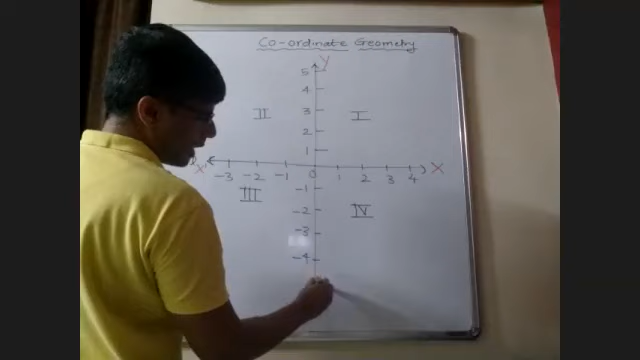 Co-ordinate Geometry
Y
5
4
II 3 I
2
1
X' -3 -2 -1 0 1 2 3 4 X
III -1
-2 IV
-3
-4